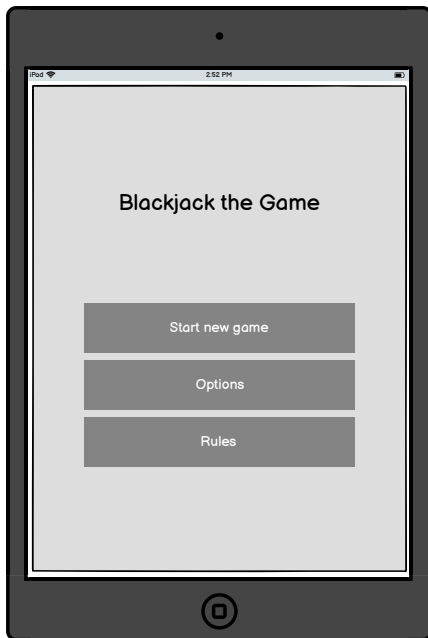 iPad 2:52 PM
Blackjack the Game
Start new game
Options
Rules